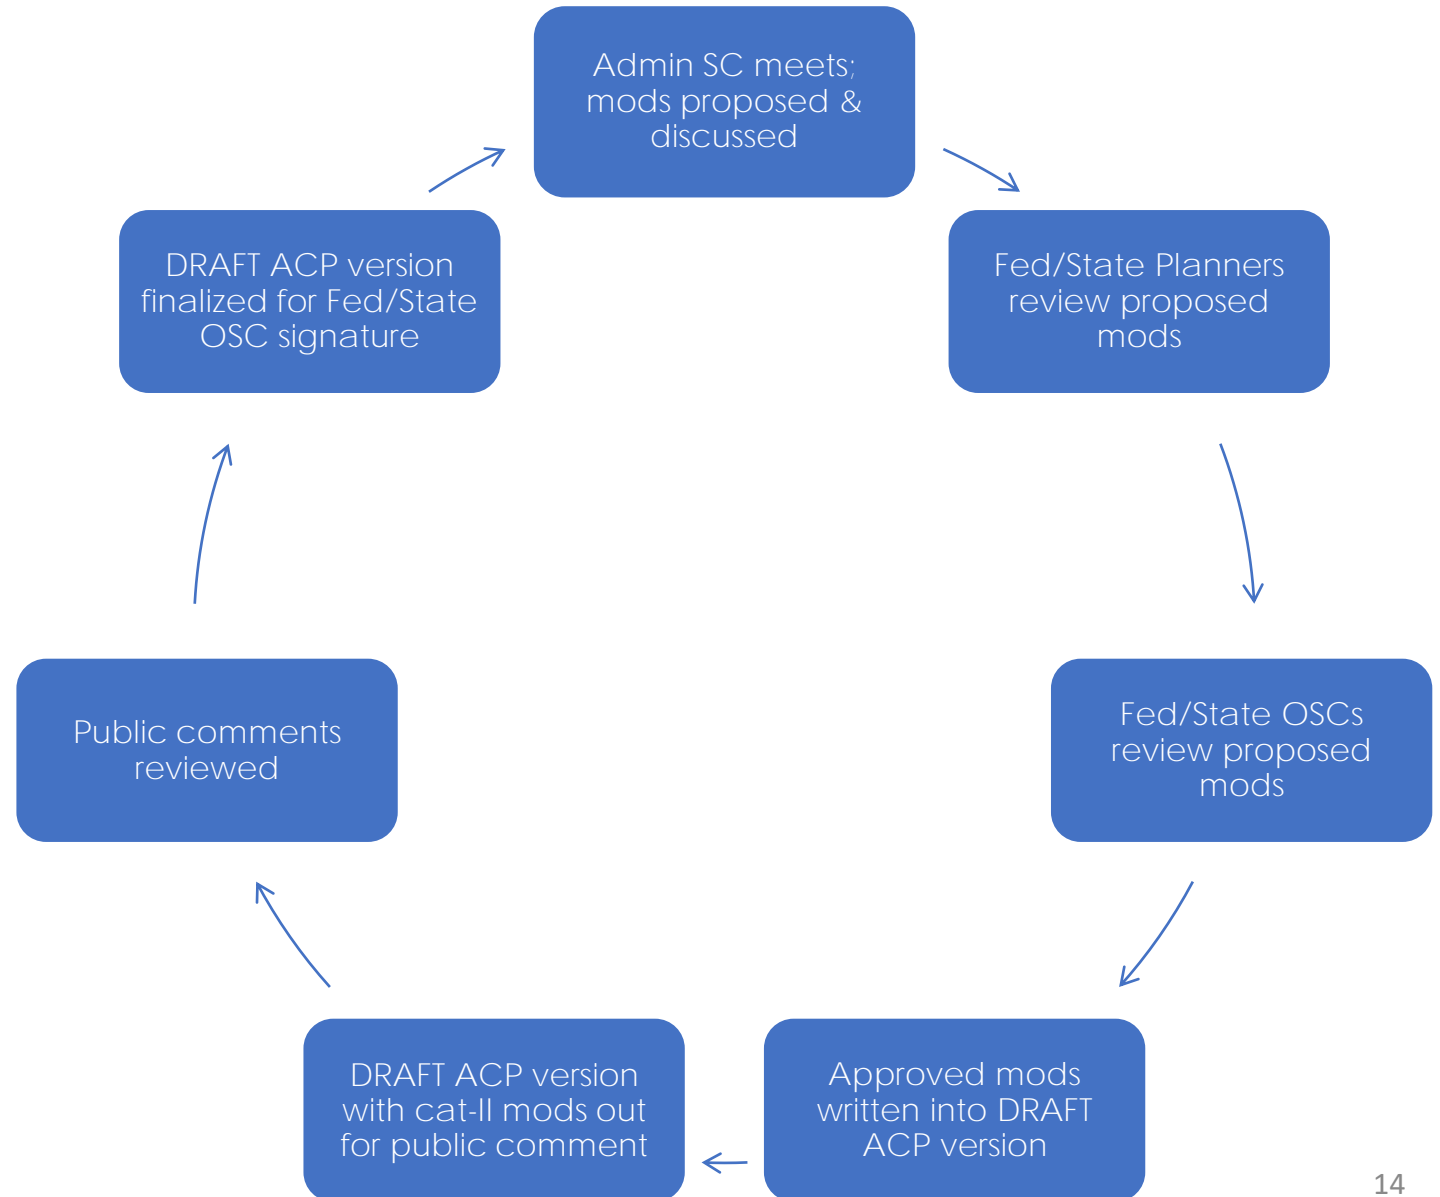 Admin SC meets;
mods proposed &
discussed
Fed/State Planners
review proposed
mods
Fed/State OSCs
review proposed
mods
Approved mods
written into DRAFT
ACP version
DRAFT ACP version
with cat-II mods out
for public comment
Public comments
reviewed
DRAFT ACP version
finalized for Fed/State
OSC signature
14